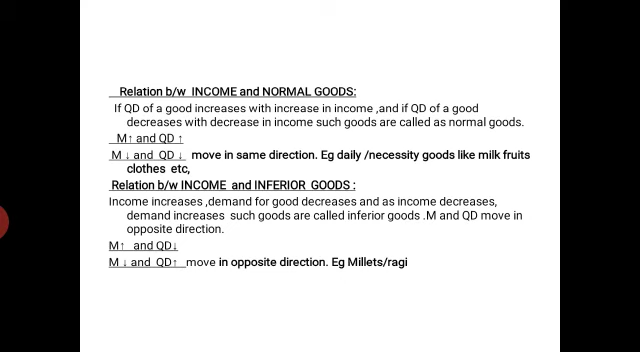 Relation b/w  INCOME and NORMAL GOODS:
If QD of a good increases with increase in income ,and if QD of a good
decreases with decrease in income such goods are called as normal goods.
M↑ and QD ↑
M ↓ and  QD ↓  move in same direction. Eg daily /necessity goods like milk fruits
clothes  etc,
Relation b/w INCOME  and INFERIOR  GOODS :
Income increases ,demand for good decreases and as income decreases,
demand increases  such goods are called inferior goods .M and QD move in
opposite direction.
M↑  and QD↓
M ↓ and  QD↑  move in opposite direction. Eg Millets/ragi